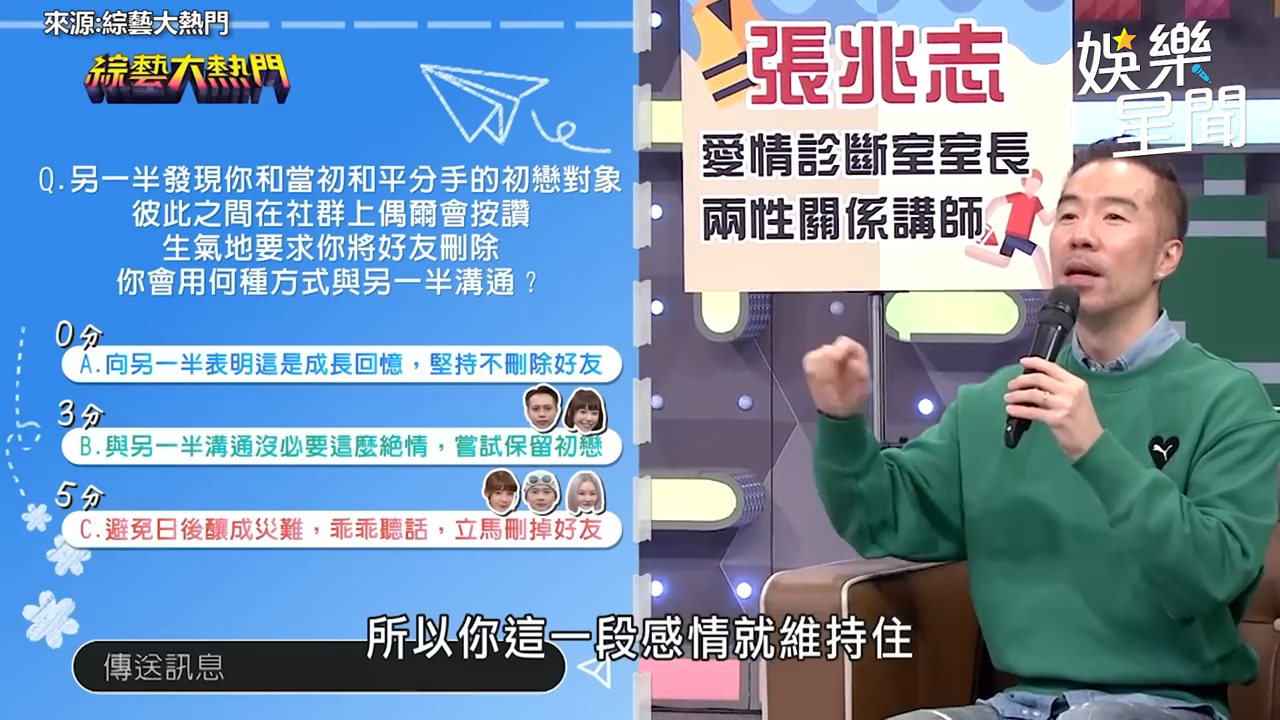 來源:綜藝大熱門
綜藝大熱門
Q.另一半發現你和當初和平分手的初戀對象
彼此之間在社群上偶爾會按讚
生氣地要求你將好友刪除
你會用何種方式與另一半溝通?
0分
A.向另一半表明這是成長回憶,堅持不刪除好友
3分
B.與另一半溝通沒必要這麼絕情,嘗試保留初戀
5分
C.避免日後釀成災難,乖乖聽話,立馬刪掉好友
傳送訊息
張兆志
愛情診斷室室長
兩性關係講師
娛樂
星聞
所以你這一段感情就維持住